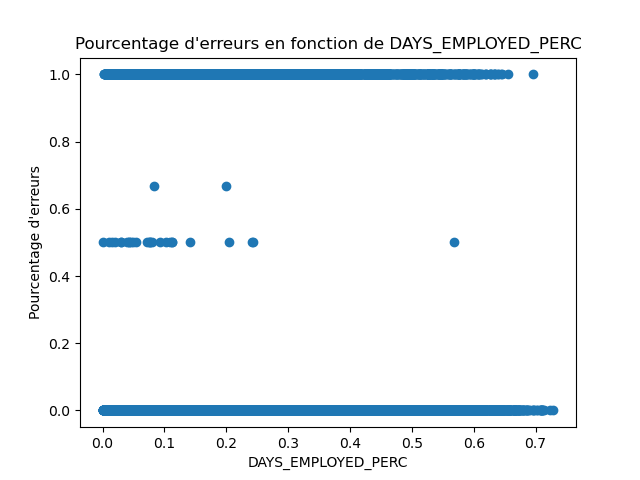 Pourcentage d'erreurs en fonction de DAYS_EMPLOYED_PERC
1.0
0.8
0.6
0.4
0.2
0.0
Pourcentage d'erreurs
0.0 0.1 0.2 0.3 0.4 0.5 0.6 0.7
DAYS_EMPLOYED_PERC